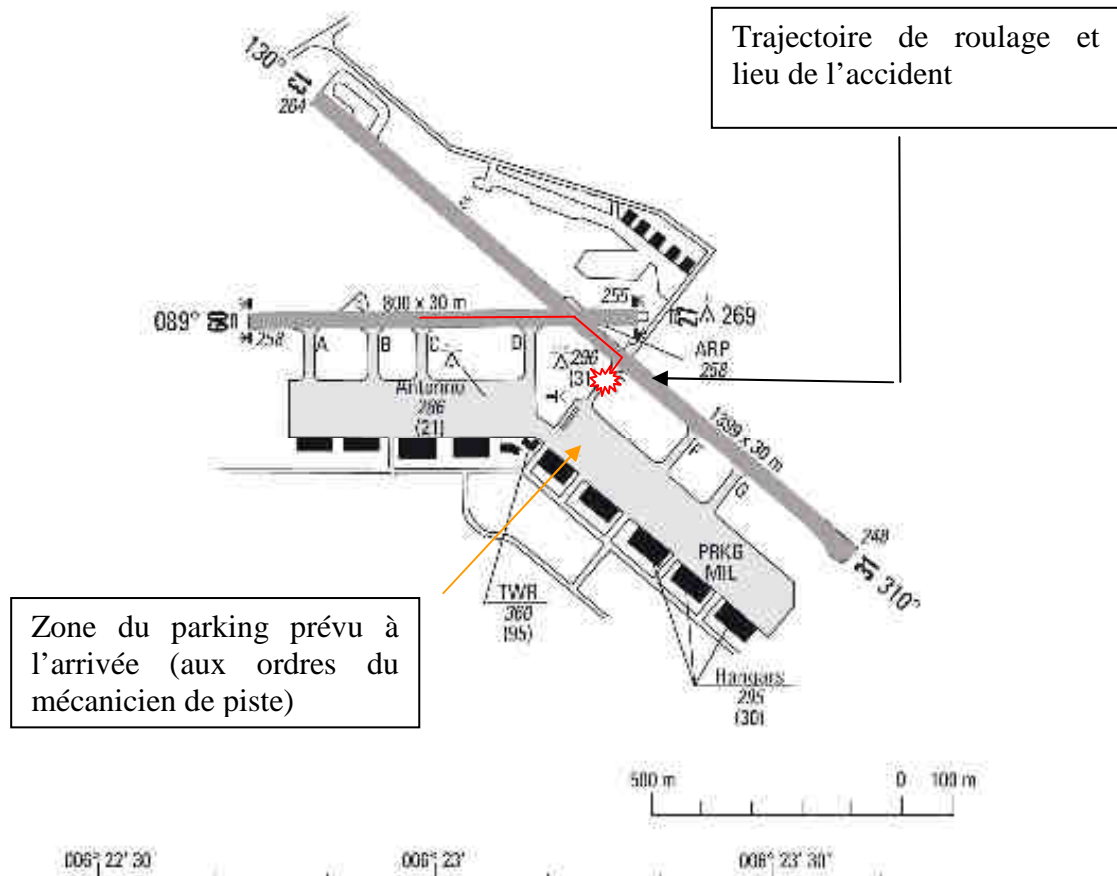 Trajectoire de roulage et
lieu de l'accident
130°
13
264
800 x 30 m
255
089°
09
258
27
269
A
B
C
D
296
(31)
ARP
258
Antenne
286
(21)
1399 x 30 m
F
G
248
31
310°
PRKG
MIL
TWR
360
(95)
Zone du parking prévu à
l'arrivée (aux ordres du
mécanicien de piste)
Hangars
295
(30)
500 m
0
100 m
006° 22' 30
006° 23'
006° 23' 30"